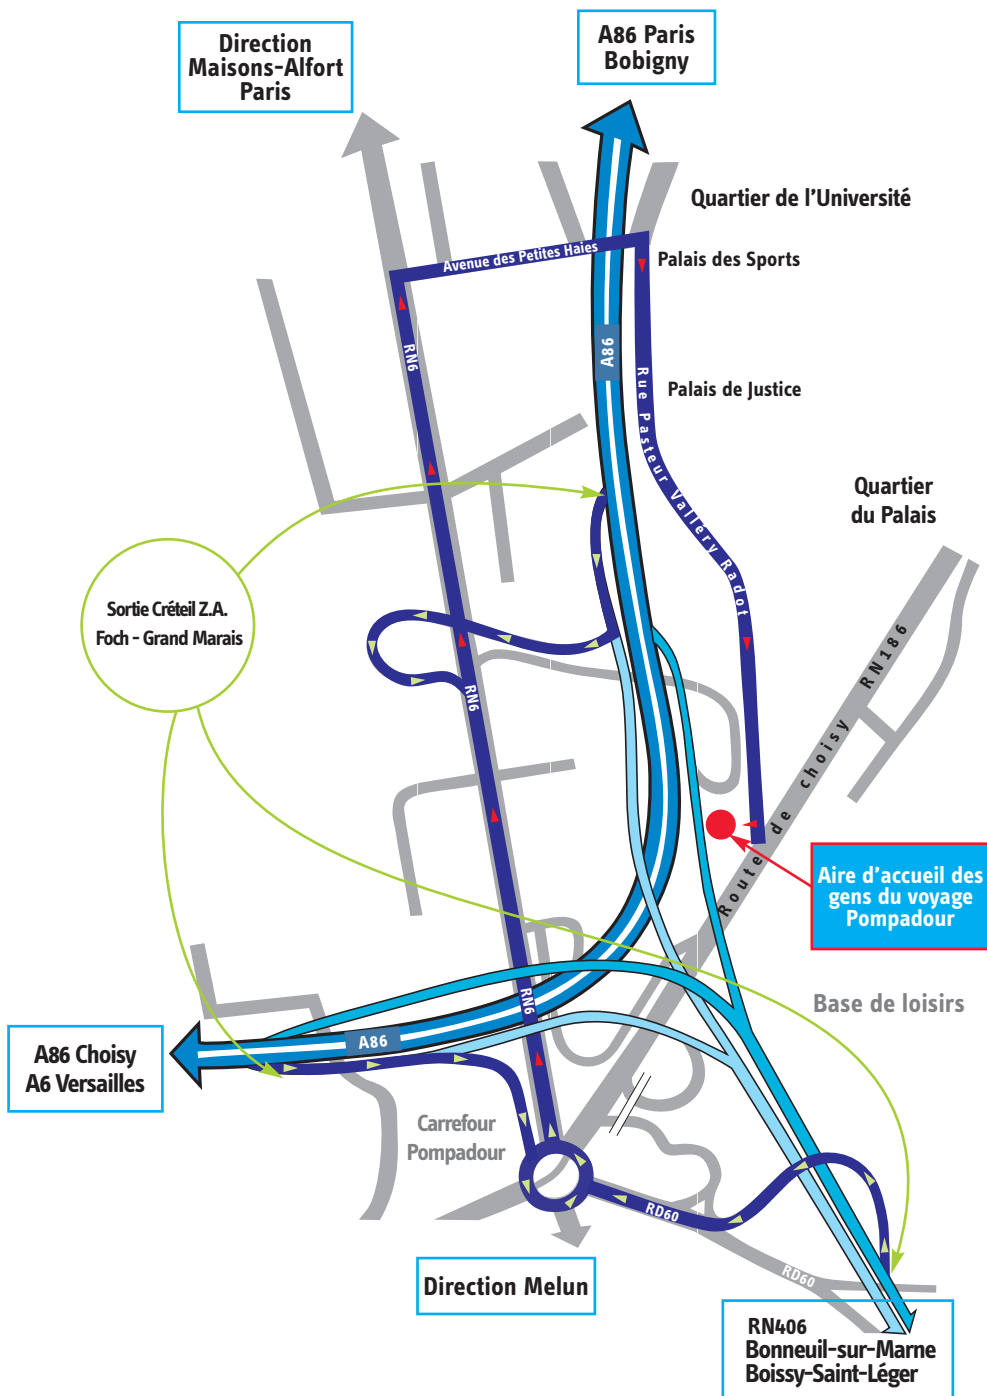 Direction
Maisons-Alfort
Paris
A86 Paris
Bobigny
Quartier de l'Université
Avenue des Petites Haies
Palais des Sports
RN6
A86
Rue Pasteur Valléry Radot
Palais de Justice
Quartier
du Palais
Sortie Créteil Z.A.
Foch - Grand Marais
RN6
Route de choisy RN186
Aire d'accueil des
gens du voyage
Pompadour
RN6
Base de loisirs
A86
A86 Choisy
A6 Versailles
Carrefour
Pompadour
RD60
RD60
Direction Melun
RN406
Bonneuil-sur-Marne
Boissy-Saint-Léger